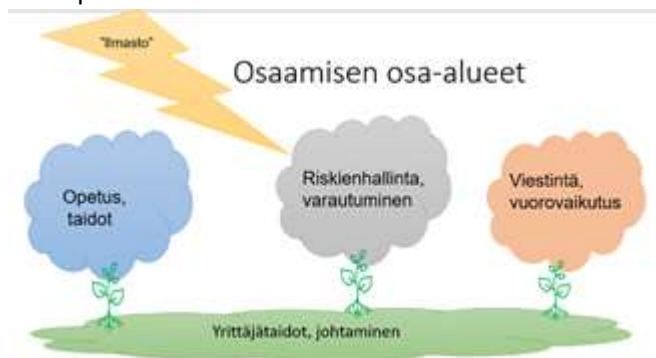 "Ilmasto"
Osaamisen osa-alueet
Opetus,
taidot
Riskienhallinta,
varautuminen
Viestintä,
vuorovaikutus
Yrittäjätaidot, johtaminen